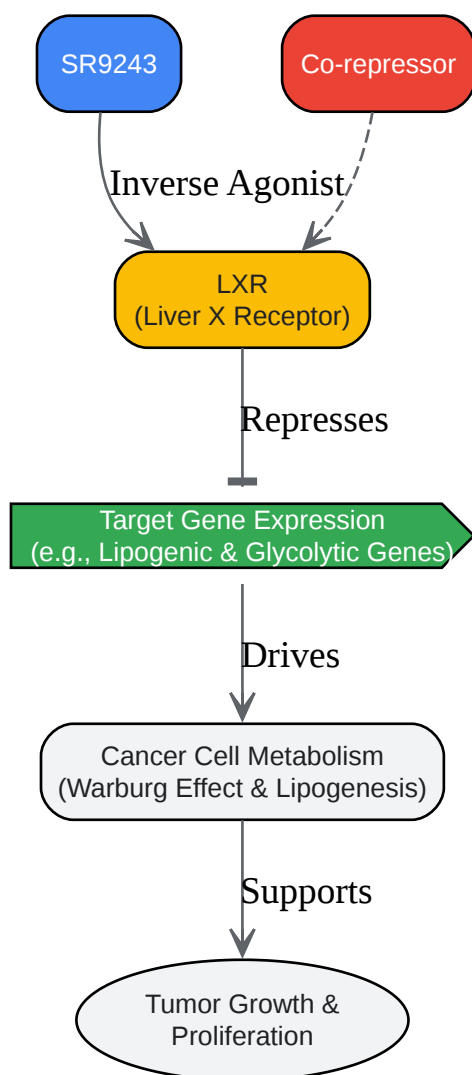 SR9243
Co-repressor
Inverse Agonist
LXR
(Liver X Receptor)
Represses
Target Gene Expression
(e.g., Lipogenic & Glycolytic Genes)
Drives
Cancer Cell Metabolism
(Warburg Effect & Lipogenesis)
Supports
Tumor Growth &
Proliferation